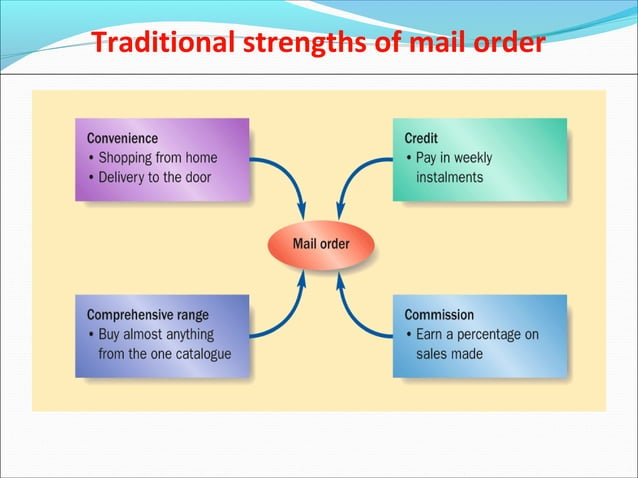 Traditional strengths of mail order
Convenience
• Shopping from home
• Delivery to the door
Credit
• Pay in weekly
instalments
Mail order
Comprehensive range
• Buy almost anything
from the one catalogue
Commission
• Earn a percentage on
sales made